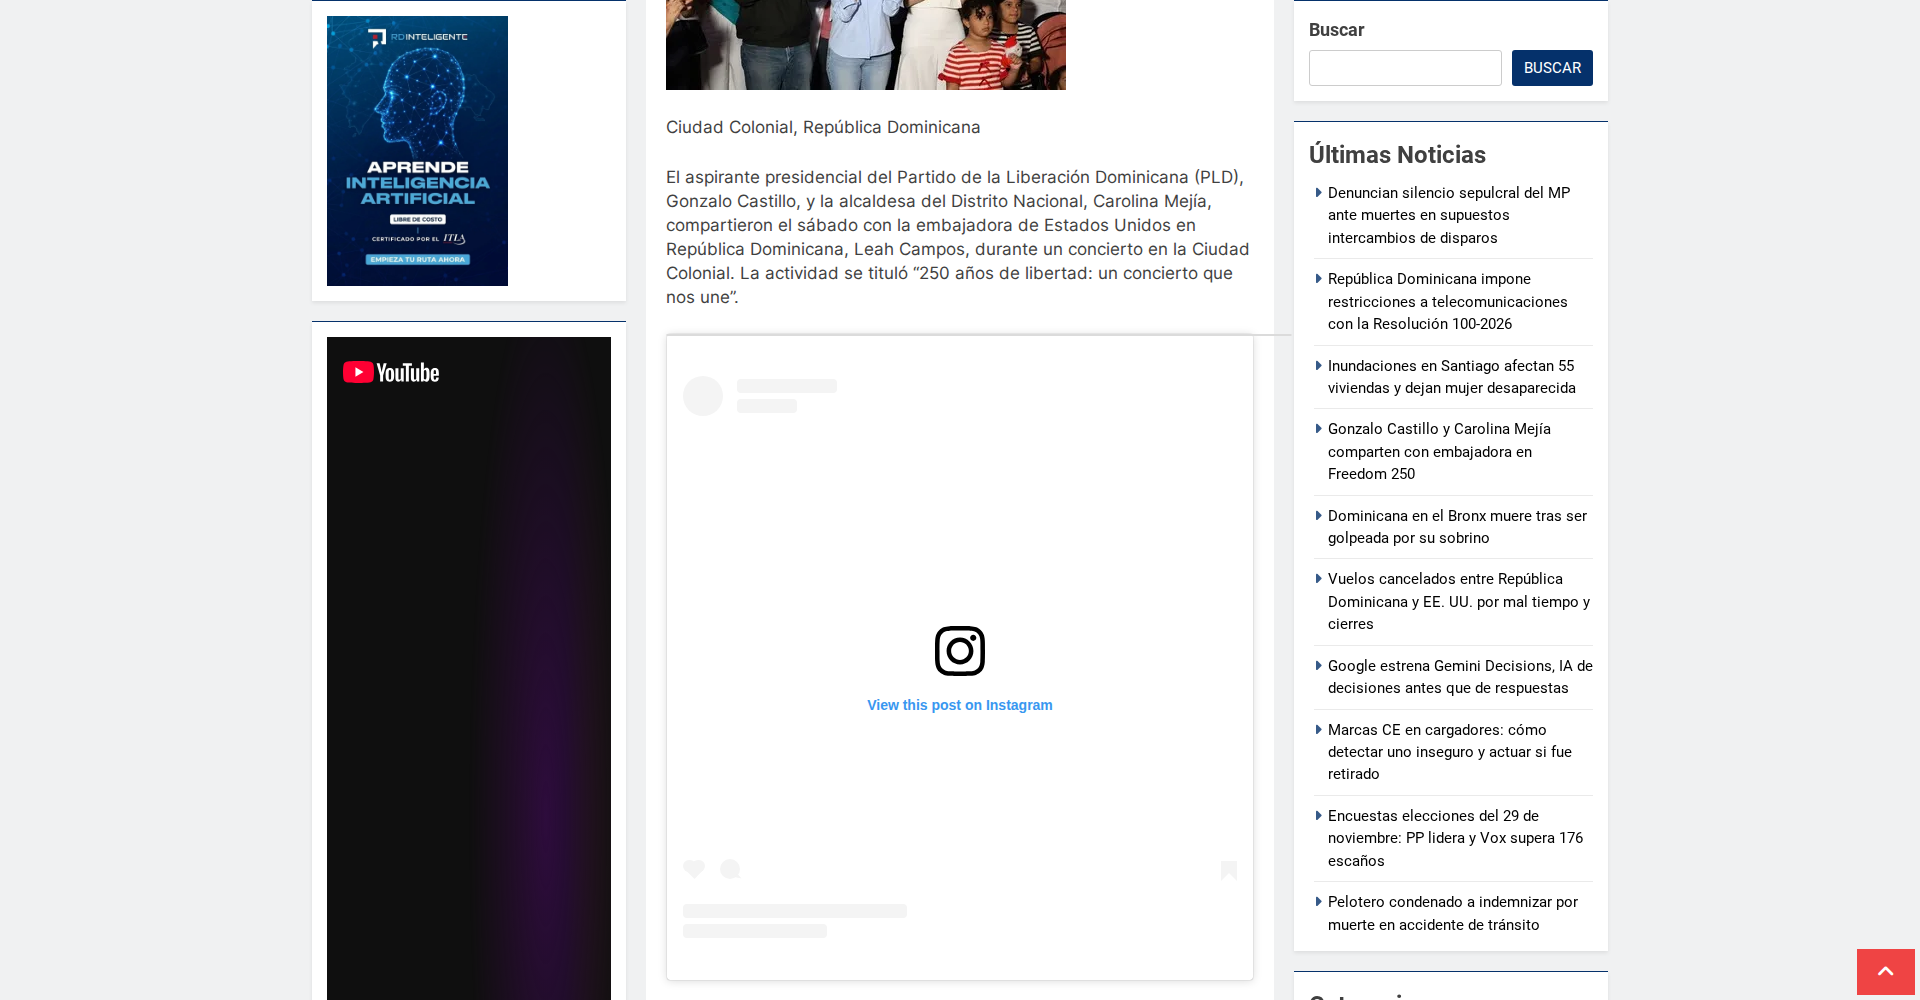 RD INTELIGENTE
APRENDE
INTELIGENCIA
ARTIFICIAL
LIBRE DE COSTO
CERTIFICADO POR EL ITLA
EMPIEZA TU RUTA AHORA
YouTube
Ciudad Colonial, República Dominicana
El aspirante presidencial del Partido de la Liberación Dominicana (PLD),
Gonzalo Castillo, y la alcaldesa del Distrito Nacional, Carolina Mejía,
compartieron el sábado con la embajadora de Estados Unidos en
República Dominicana, Leah Campos, durante un concierto en la Ciudad
Colonial. La actividad se tituló “250 años de libertad: un concierto que
nos une”.
View this post on Instagram
Buscar
BUSCAR
Últimas Noticias
Denuncian silencio sepulcral del MP
ante muertes en supuestos
intercambios de disparos
República Dominicana impone
restricciones a telecomunicaciones
con la Resolución 100-2026
Inundaciones en Santiago afectan 55
viviendas y dejan mujer desaparecida
Gonzalo Castillo y Carolina Mejía
comparten con embajadora en
Freedom 250
Dominicana en el Bronx muere tras ser
golpeada por su sobrino
Vuelos cancelados entre República
Dominicana y EE. UU. por mal tiempo y
cierres
Google estrena Gemini Decisions, IA de
decisiones antes que de respuestas
Marcas CE en cargadores: cómo
detectar uno inseguro y actuar si fue
retirado
Encuestas elecciones del 29 de
noviembre: PP lidera y Vox supera 176
escaños
Pelotero condenado a indemnizar por
muerte en accidente de tránsito